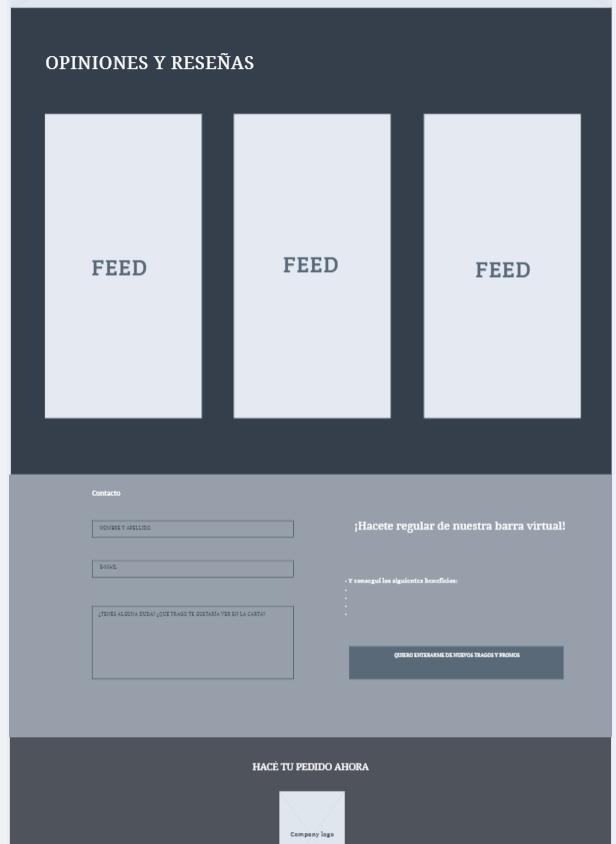 OPINIONES Y RESEÑAS
FEED
FEED
FEED
Contacto
NOMBRE Y APELLIDO
E-MAIL
¿TENÉS ALGUNA DUDA? ¿QUE TRAGO TE GUSTARÍA VER EN LA CARTA?
¡Hacete regular de nuestra barra virtual!
- Y conseguí los siguientes beneficios:
QUIERO ENTERARME DE NUEVOS TRAGOS Y PROMOS
HACÉ TU PEDIDO AHORA
Company logo